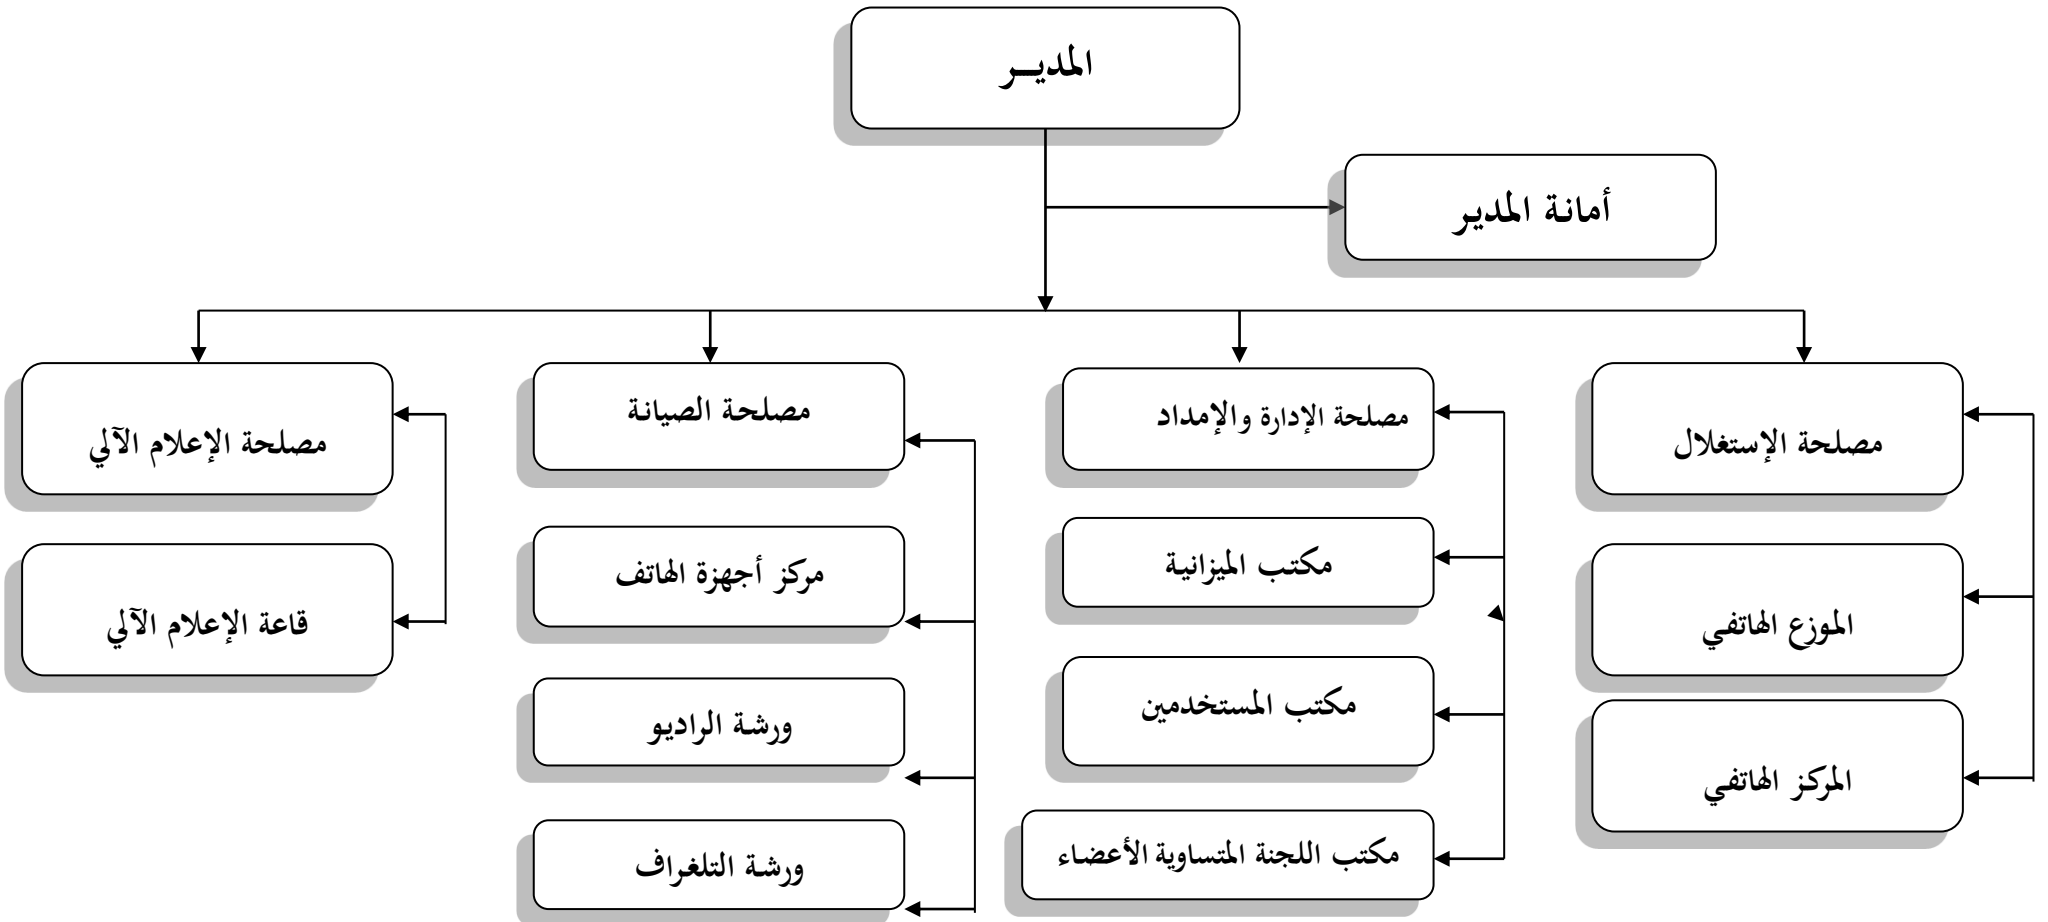 المديـر
أمانة المدير
مصلحة الإستغلال
الموزع الهاتفي
المركز الهاتفي
مصلحة الإدارة والإمداد
مكتب الميزانية
مكتب المستخدمين
مكتب اللجنة المتساوية الأعضاء
مصلحة الصيانة
مركز أجهزة الهاتف
ورشة الراديو
ورشة التلغراف
مصلحة الإعلام الآلي
قاعة الإعلام الآلي